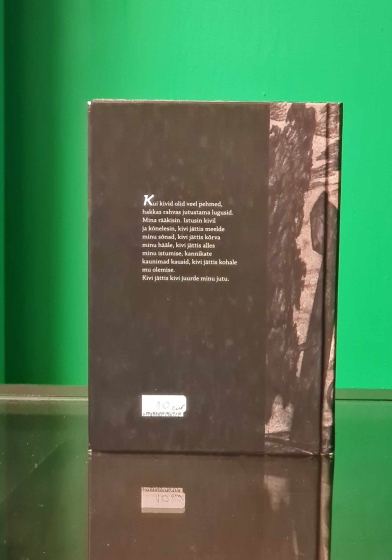 Kui kivid olid veel pehmed,
hakkas rahvas jutustama lugusid.
Mina rääkisin. Istusin kivil
ja kõnelesin, kivi jättis meelde
minu sõnad, kivi jättis kõrva
minu hääle, kivi jättis alles
minu istumise, kannikate
kaunimad kausid, kivi jättis kohale
mu olemise.
Kivi jättis kivi juurde minu jutu.